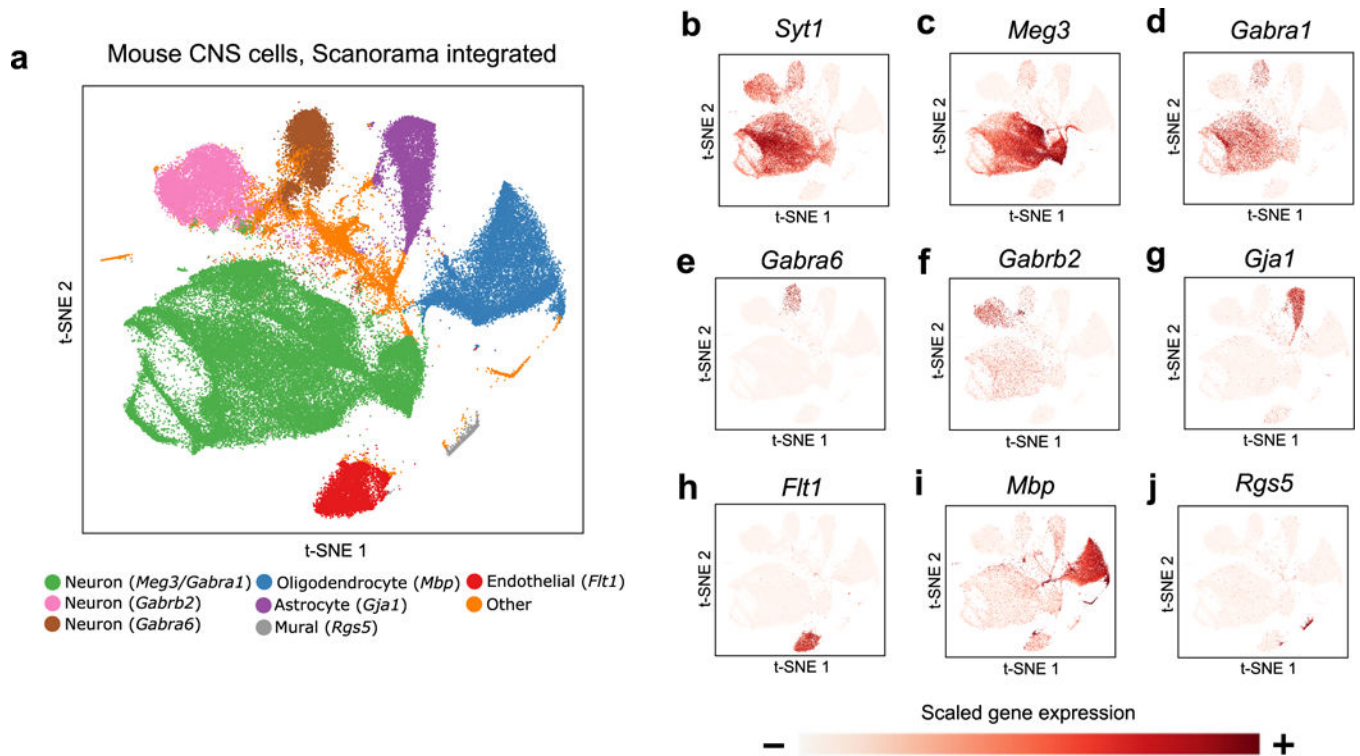 a
Mouse CNS cells, Scanorama integrated
t-SNE 2
t-SNE 1
Neuron (Meg3/Gabra1)
Neuron (Gabrb2)
Neuron (Gabra6)
Oligodendrocyte (Mbp)
Astrocyte (Gja1)
Mural (Rgs5)
Endothelial (Flt1)
Other
b
Syt1
t-SNE 2
t-SNE 1
c
Meg3
t-SNE 2
t-SNE 1
d
Gabra1
t-SNE 2
t-SNE 1
e
Gabra6
t-SNE 2
t-SNE 1
f
Gabrb2
t-SNE 2
t-SNE 1
g
Gja1
t-SNE 2
t-SNE 1
h
Flt1
t-SNE 2
t-SNE 1
i
Mbp
t-SNE 2
t-SNE 1
j
Rgs5
t-SNE 2
t-SNE 1
Scaled gene expression
− +